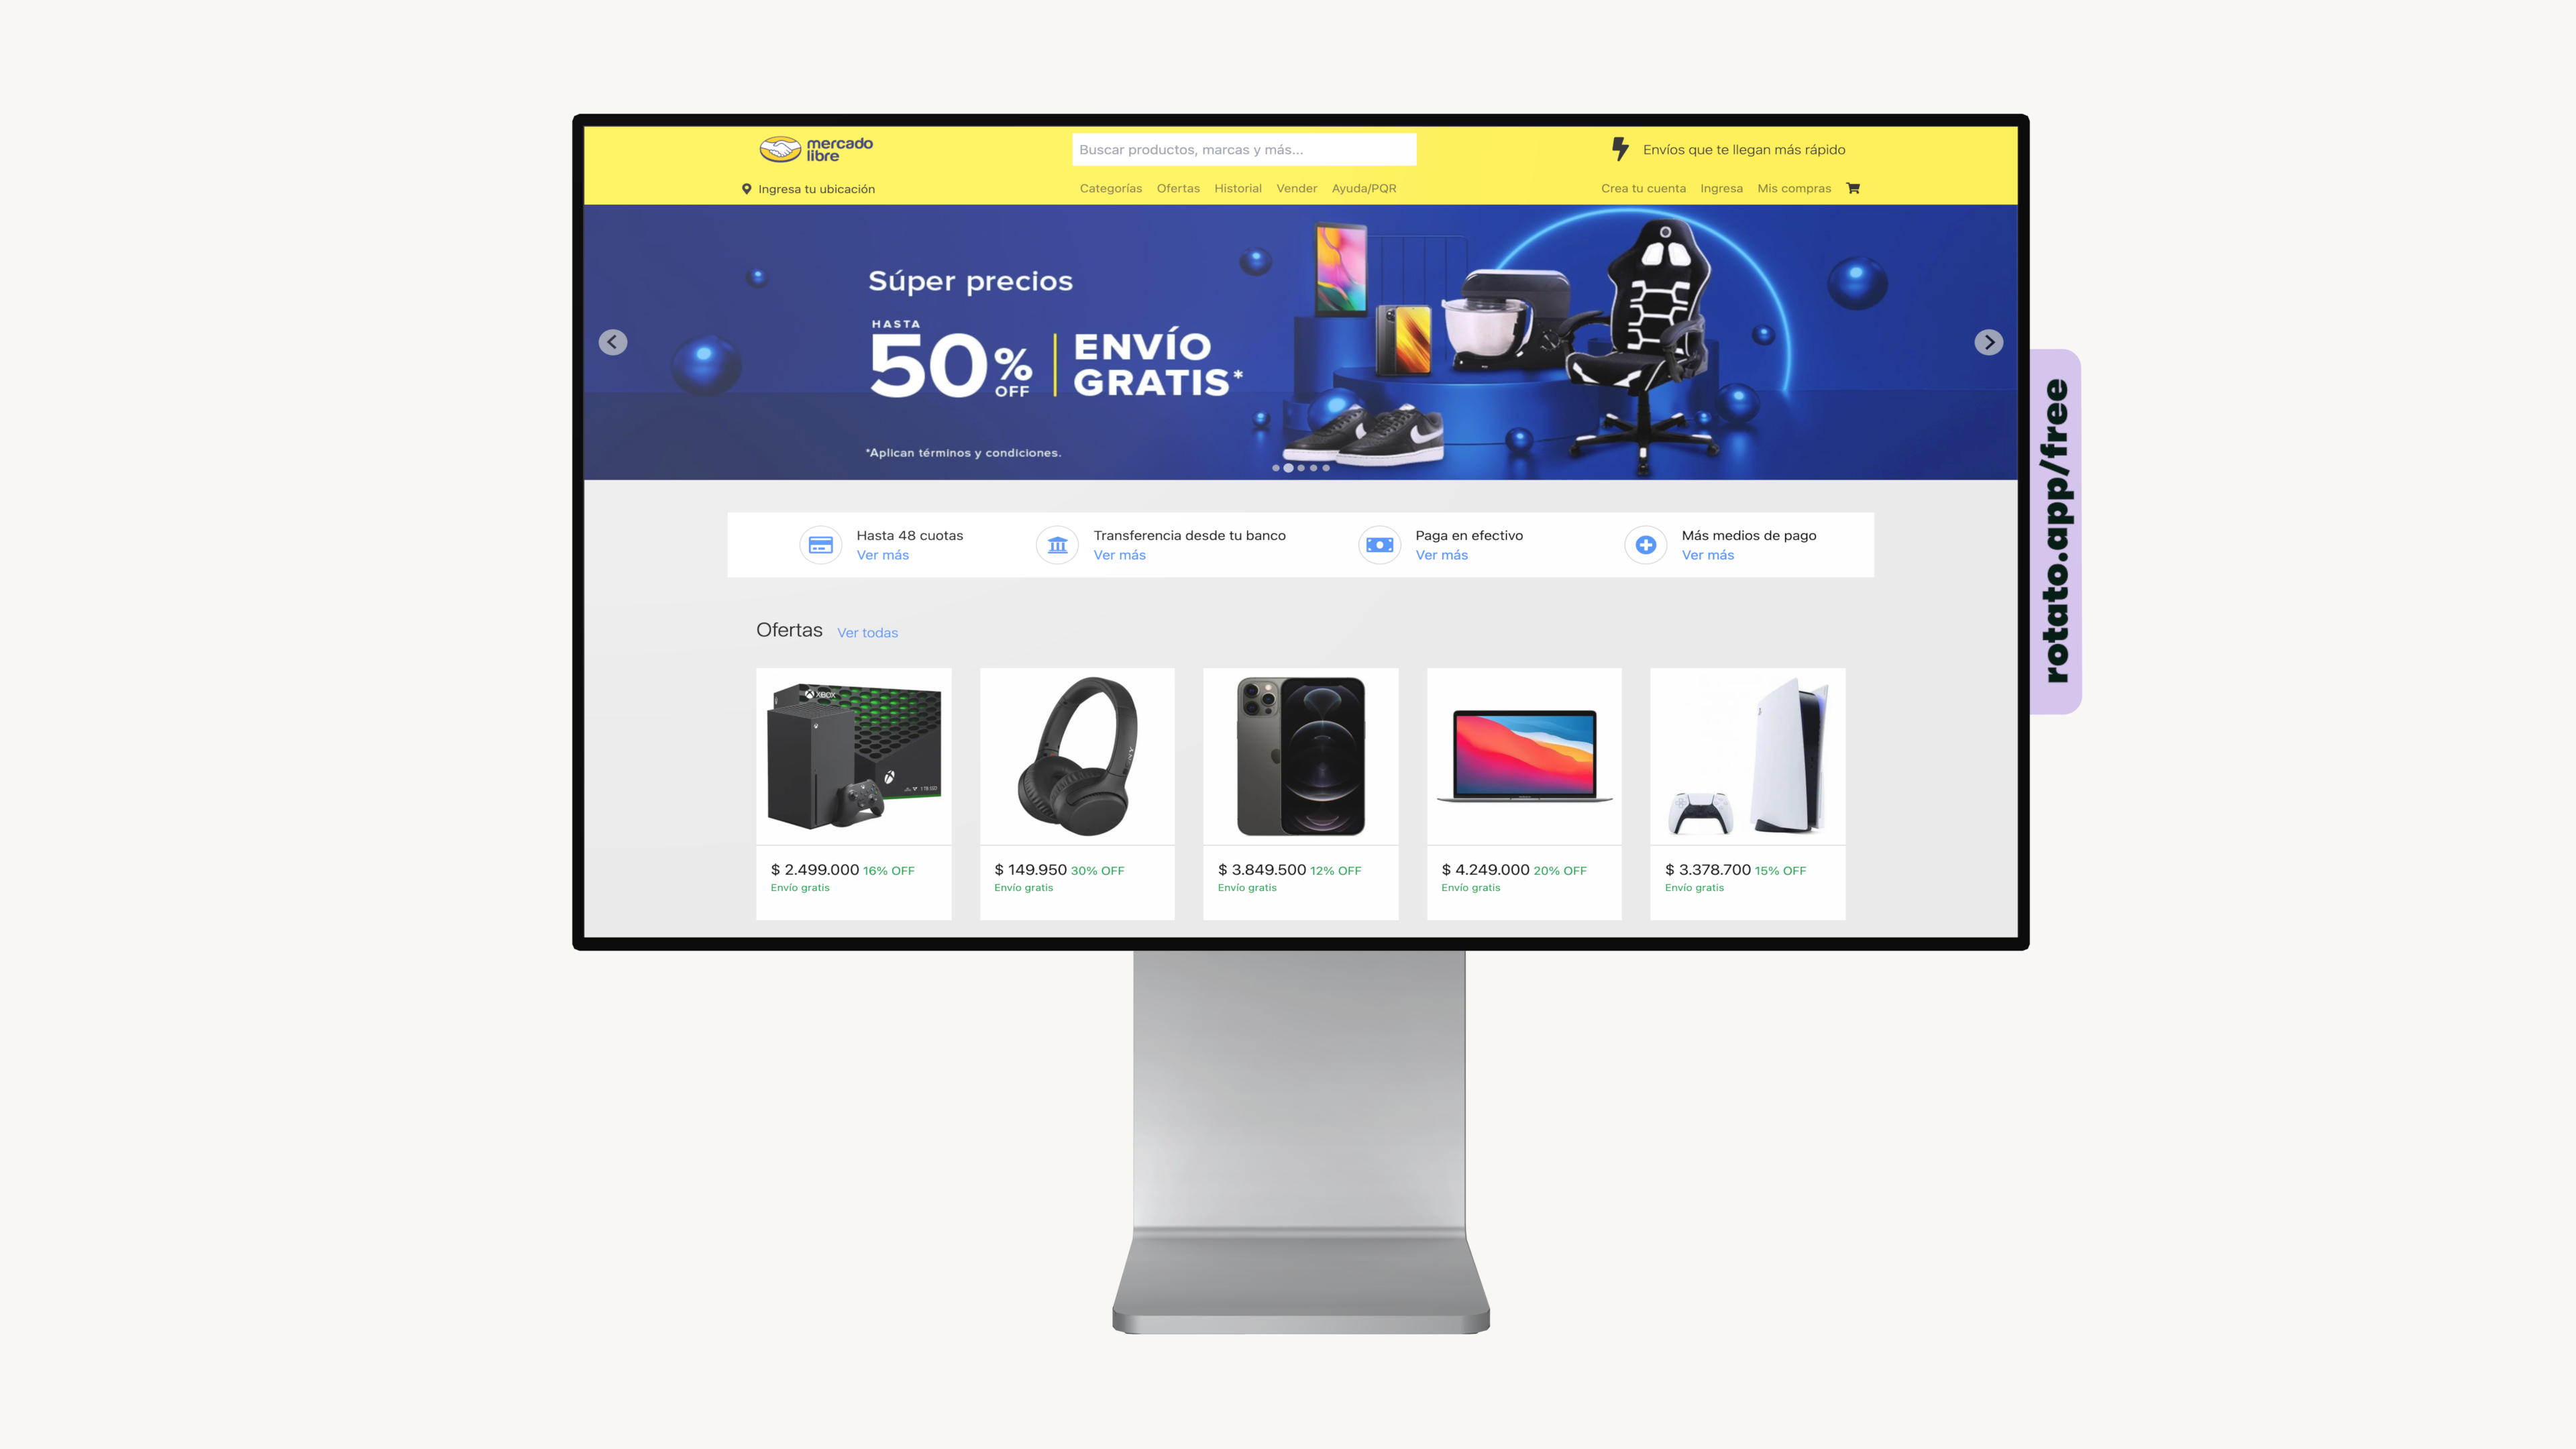 mercado
libre
Buscar productos, marcas y más...
Envíos que te llegan más rápido
Ingresa tu ubicación
Categorías Ofertas Historial Vender Ayuda/PQR
Crea tu cuenta Ingresa Mis compras
Súper precios
HASTA
50% OFF
ENVÍO
GRATIS*
*Aplican términos y condiciones.
Hasta 48 cuotas
Ver más
Transferencia desde tu banco
Ver más
Paga en efectivo
Ver más
Más medios de pago
Ver más
Ofertas Ver todas
XBOX
$ 2.499.000 16% OFF
Envío gratis
$ 149.950 30% OFF
Envío gratis
$ 3.849.500 12% OFF
Envío gratis
$ 4.249.000 20% OFF
Envío gratis
$ 3.378.700 15% OFF
Envío gratis
rotato.app/free